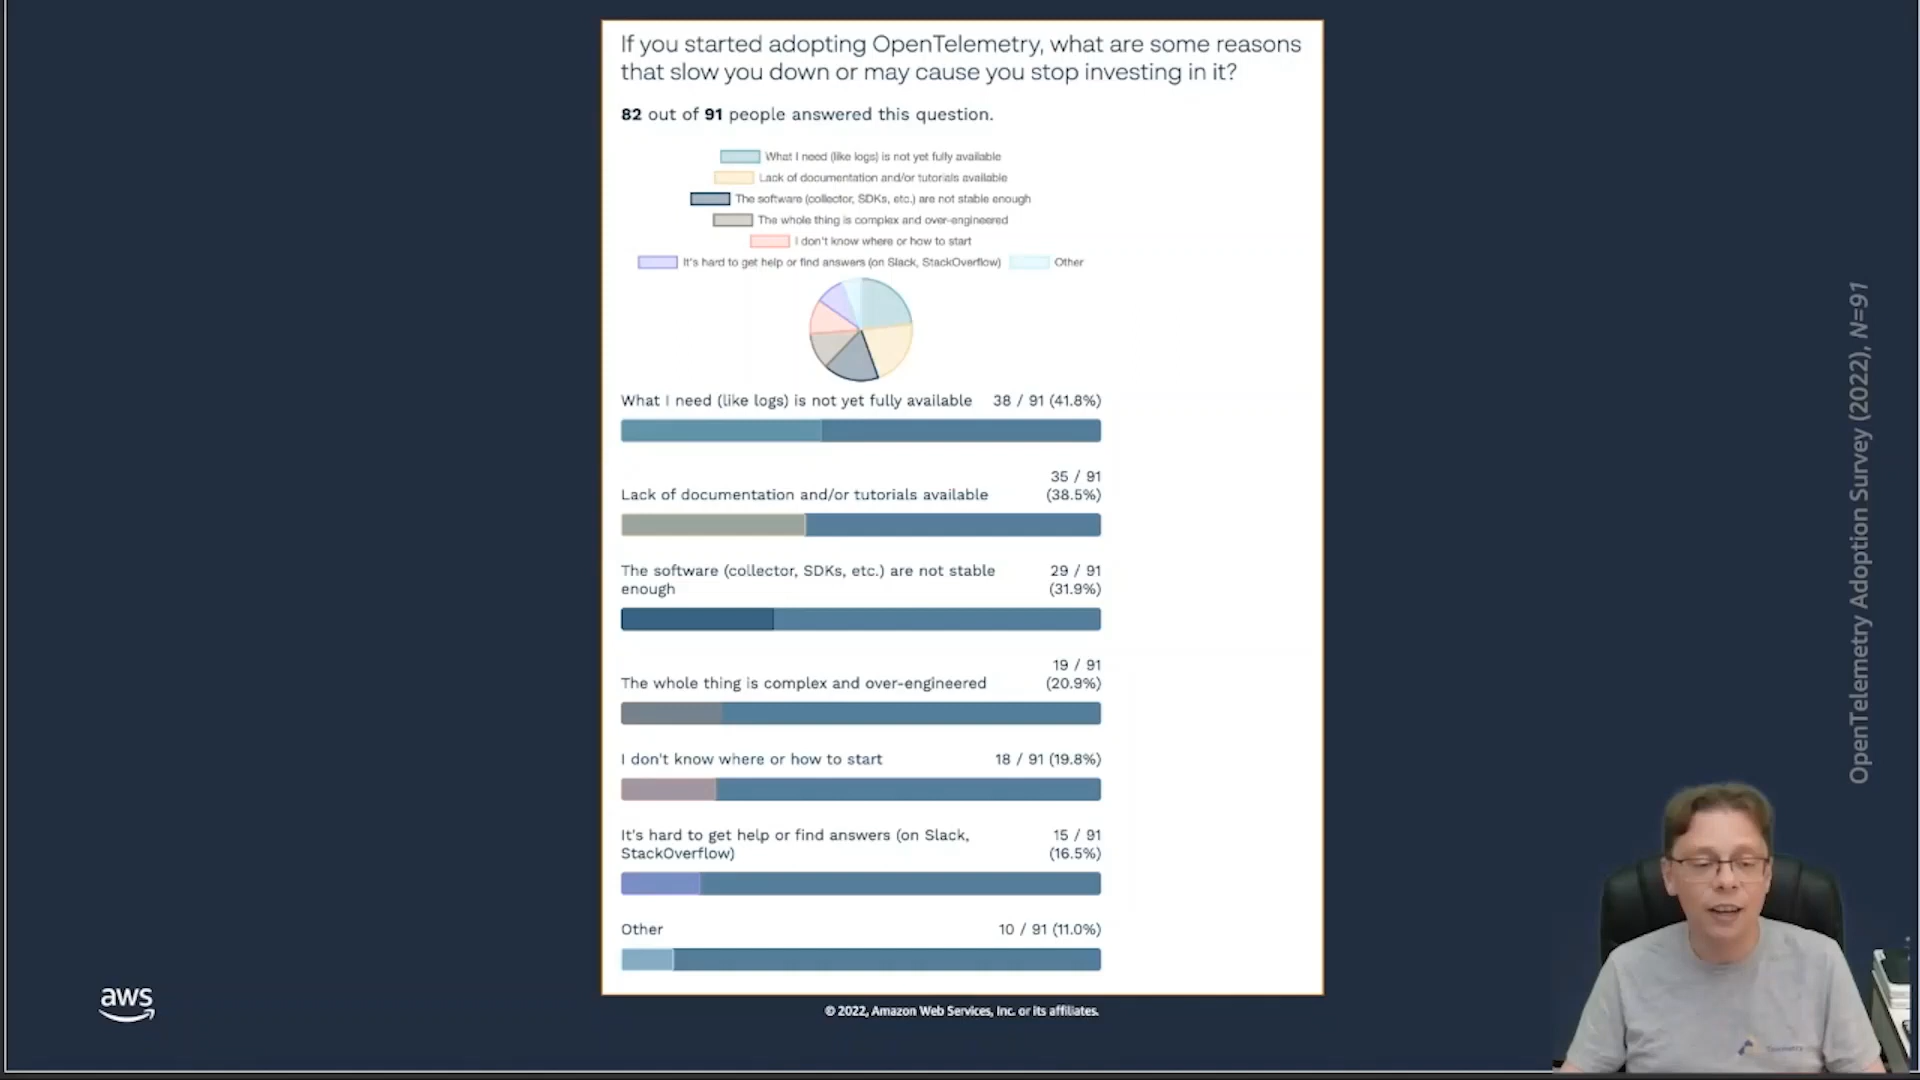 If you started adopting OpenTelemetry, what are some reasons
that slow you down or may cause you stop investing in it?
82 out of 91 people answered this question.
What I need (like logs) is not yet fully available
Lack of documentation and/or tutorials available
The software (collector, SDKs, etc.) are not stable enough
The whole thing is complex and over-engineered
I don't know where or how to start
It's hard to get help or find answers (on Slack, StackOverflow) Other
What I need (like logs) is not yet fully available 38 / 91 (41.8%)
35 / 91
Lack of documentation and/or tutorials available (38.5%)
The software (collector, SDKs, etc.) are not stable 29 / 91
enough (31.9%)
19 / 91
The whole thing is complex and over-engineered (20.9%)
I don't know where or how to start 18 / 91 (19.8%)
It's hard to get help or find answers (on Slack, 15 / 91
StackOverflow) (16.5%)
Other 10 / 91 (11.0%)
OpenTelemetry Adoption Survey (2022), N=91
aws
© 2022, Amazon Web Services, Inc. or its affiliates.